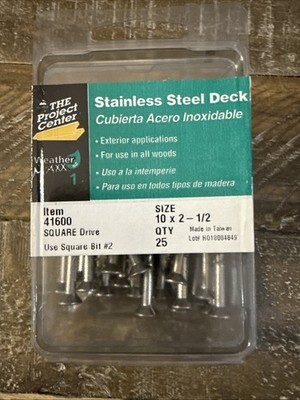 THE
Project
Center
Weather
MAXX
Stainless Steel Deck
Cubierta Acero Inoxidable
• Exterior applications
• For use in all woods
• Uso a la intemperie
• Para uso en todos tipos de madera
Item
41600
SQUARE Drive
Use Square Bit #2
SIZE
10 x 2-1/2
QTY
25
Made in Taiwan
Lot# HO10004849